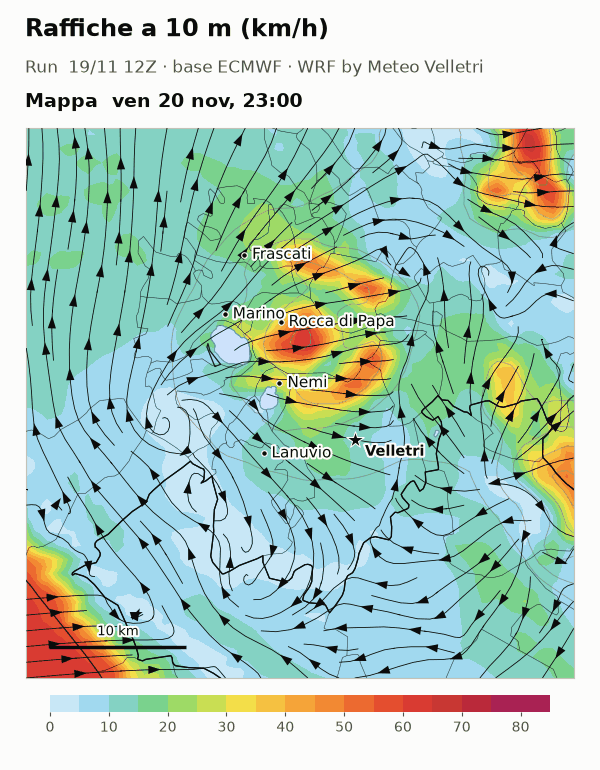 Raffiche a 10 m (km/h)
Run 19/11 12Z · base ECMWF · WRF by Meteo Velletri
Mappa ven 20 nov, 23:00
Frascati
Marino
Rocca di Papa
Nemi
Velletri
Lanuvio
10 km
0 10 20 30 40 50 60 70 80